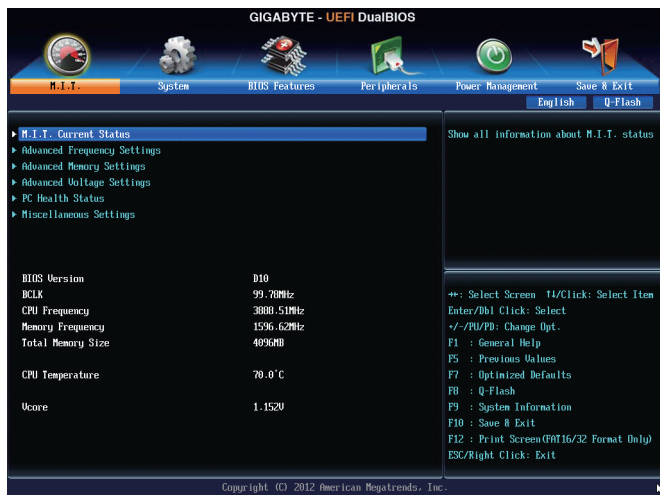 GIGABYTE - UEFI DualBIOS
M.I.T.
System
BIOS Features
Peripherals
Power Management
Save & Exit
English
Q-Flash
M.I.T. Current Status
Advanced Frequency Settings
Advanced Memory Settings
Advanced Voltage Settings
PC Health Status
Miscellaneous Settings
Show all information about M.I.T. status
BIOS Version D10
BCLK 99.78MHz
CPU Frequency 3888.51MHz
Memory Frequency 1596.62MHz
Total Memory Size 4096MB
CPU Temperature 70.0°C
Vcore 1.152V
→←: Select Screen ↑↓/Click: Select Item
Enter/Dbl Click: Select
+/-/PU/PD: Change Opt.
F1 : General Help
F5 : Previous Values
F7 : Optimized Defaults
F8 : Q-Flash
F9 : System Information
F10 : Save & Exit
F12 : Print Screen(FAT16/32 Format Only)
ESC/Right Click: Exit
Copyright (C) 2012 American Megatrends, Inc.